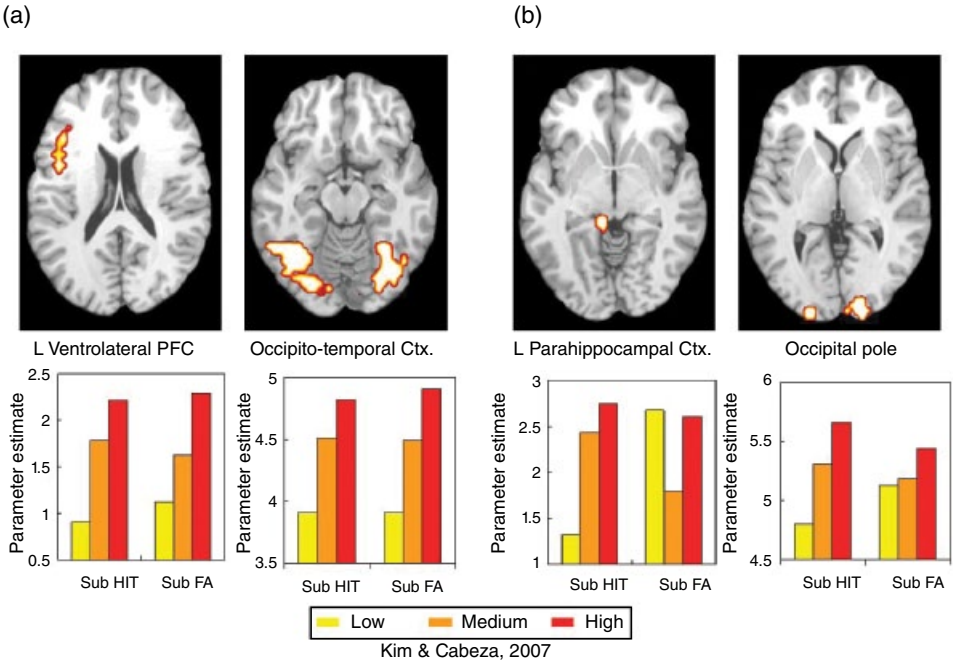 (a)
(b)
L Ventrolateral PFC
Occipito-temporal Ctx.
L Parahippocampal Ctx.
Occipital pole
Parameter estimate
2.5
2
1.5
1
0.5
Sub HIT Sub FA
Parameter estimate
5
4.5
4
3.5
Sub HIT Sub FA
Parameter estimate
3
2.5
2
1.5
1
Sub HIT Sub FA
Parameter estimate
6
5.5
5
4.5
Sub HIT Sub FA
Low Medium High
Kim & Cabeza, 2007